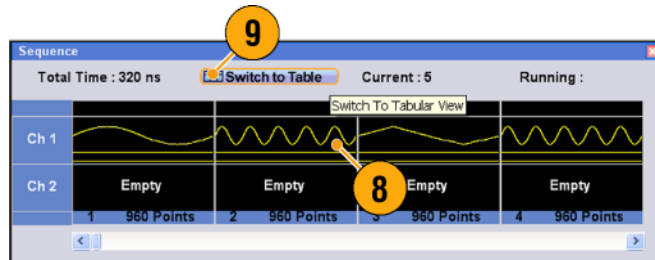 9
Sequence
Total Time : 320 ns Switch to Table Current : 5 Running :
Switch To Tabular View
Ch 1
8
Ch 2 Empty Empty Empty Empty
1 960 Points 2 960 Points 3 960 Points 4 960 Points